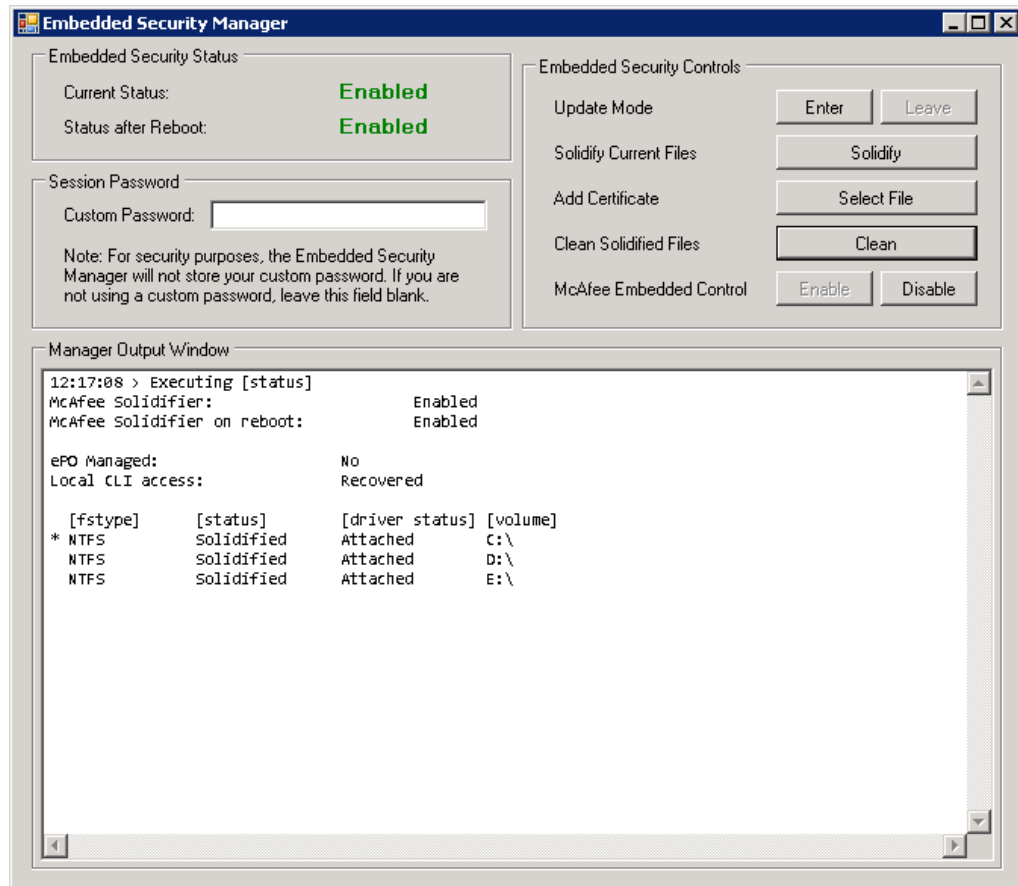 Embedded Security Manager
Embedded Security Status
Current Status: Enabled
Status after Reboot: Enabled
Session Password
Custom Password:
Note: For security purposes, the Embedded Security
Manager will not store your custom password. If you are
not using a custom password, leave this field blank.
Embedded Security Controls
Update Mode Enter Leave
Solidify Current Files Solidify
Add Certificate Select File
Clean Solidified Files Clean
McAfee Embedded Control Enable Disable
Manager Output Window
12:17:08 > Executing [status]
McAfee Solidifier: Enabled
McAfee Solidifier on reboot: Enabled
ePO Managed: No
Local CLI access: Recovered
[fstype] [status] [driver status] [volume]
* NTFS Solidified Attached C:\
NTFS Solidified Attached D:\
NTFS Solidified Attached E:\